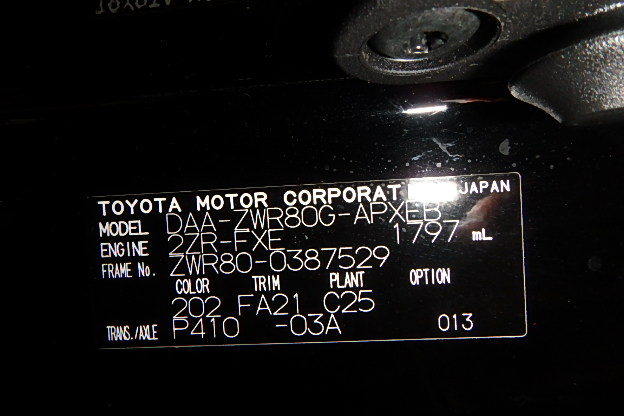 TOYOTA MOTOR CORPORAT JAPAN
MODEL DAA-ZWR80G-APXEB
ENGINE 2ZR-FXE 1797 mL
FRAME No. ZWR80-0387529
COLOR TRIM PLANT OPTION
202 FA21 C25
TRANS./AXLE P410 -03A 013